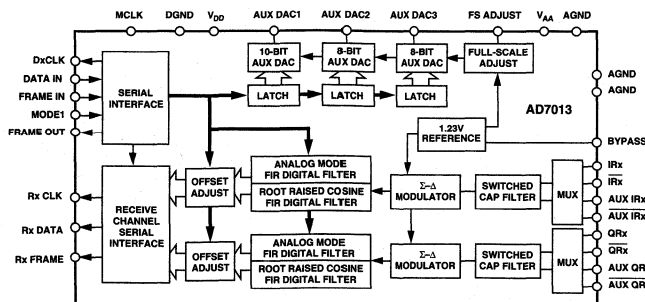 MCLK DGND VDD AUX DAC1 AUX DAC2 AUX DAC3 FS ADJUST VAA AGND
DxCLK
DATA IN
FRAME IN
MODE1
FRAME OUT
SERIAL
INTERFACE
10-BIT
AUX DAC
8-BIT
AUX DAC
8-BIT
AUX DAC
FULL-SCALE
ADJUST
LATCH
LATCH
LATCH
AGND
AGND
AD7013
1.23V
REFERENCE
BYPASS
Rx CLK
Rx DATA
Rx FRAME
RECEIVE
CHANNEL
SERIAL
INTERFACE
OFFSET
ADJUST
ANALOG MODE
FIR DIGITAL FILTER
ROOT RAISED COSINE
FIR DIGITAL FILTER
Σ-Δ
MODULATOR
SWITCHED
CAP FILTER
MUX
IRx
IRx
AUX IRx
AUX IRx
OFFSET
ADJUST
ANALOG MODE
FIR DIGITAL FILTER
ROOT RAISED COSINE
FIR DIGITAL FILTER
Σ-Δ
MODULATOR
SWITCHED
CAP FILTER
MUX
QRx
QRx
AUX QR
AUX QR